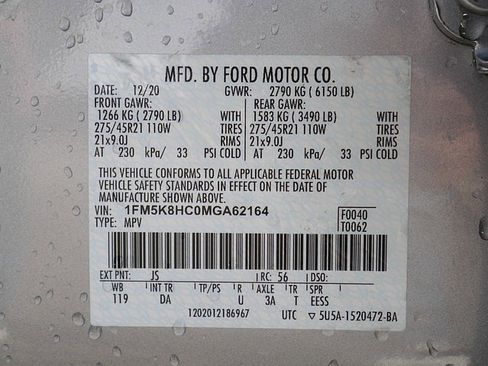 MFD. BY FORD MOTOR CO.
DATE: 12/20 GVWR: 2790 KG ( 6150 LB)
FRONT GAWR: REAR GAWR:
1266 KG ( 2790 LB) WITH 1583 KG ( 3490 LB) WITH
275/45R21 110W TIRES 275/45R21 110W TIRES
21x9.0J RIMS 21x9.0J RIMS
AT 230 kPa/ 33 PSI COLD AT 230 kPa/ 33 PSI COLD
THIS VEHICLE CONFORMS TO ALL APPLICABLE FEDERAL MOTOR
VEHICLE SAFETY STANDARDS IN EFFECT ON THE DATE OF
MANUFACTURE SHOWN ABOVE.
VIN: 1FM5K8HC0MGA62164 F0040
TYPE: MPV T0062
EXT PNT: JS RC: 56 DSO:
WB INT TR TP/PS R AXLE TR SPR
119 DA U 3A T EESS
1202012186967 UTC ▽ 5U5A-1520472-BA